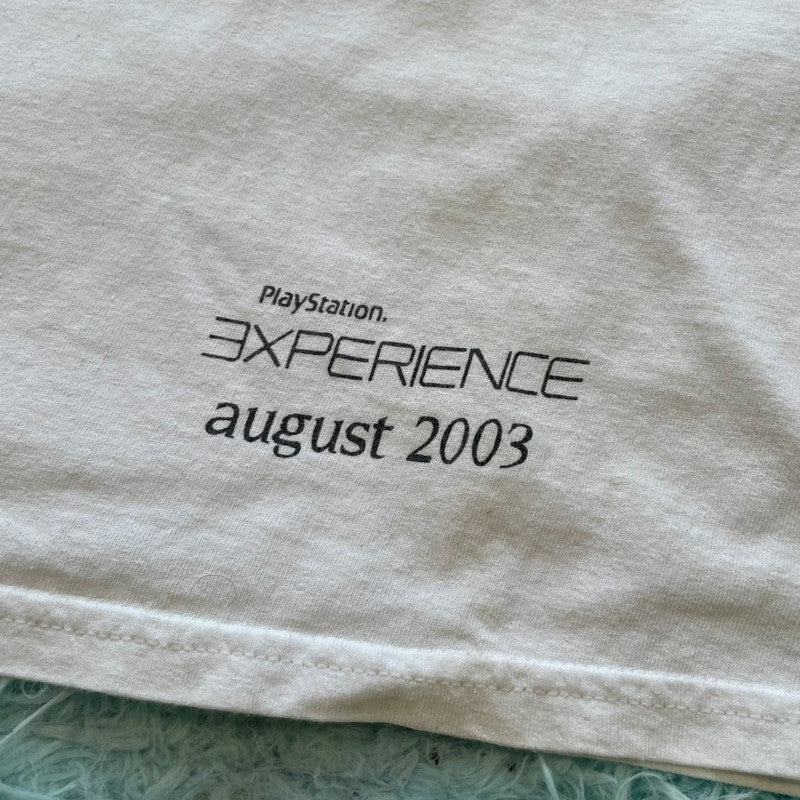 PlayStation.
EXPERIENCE
august 2003